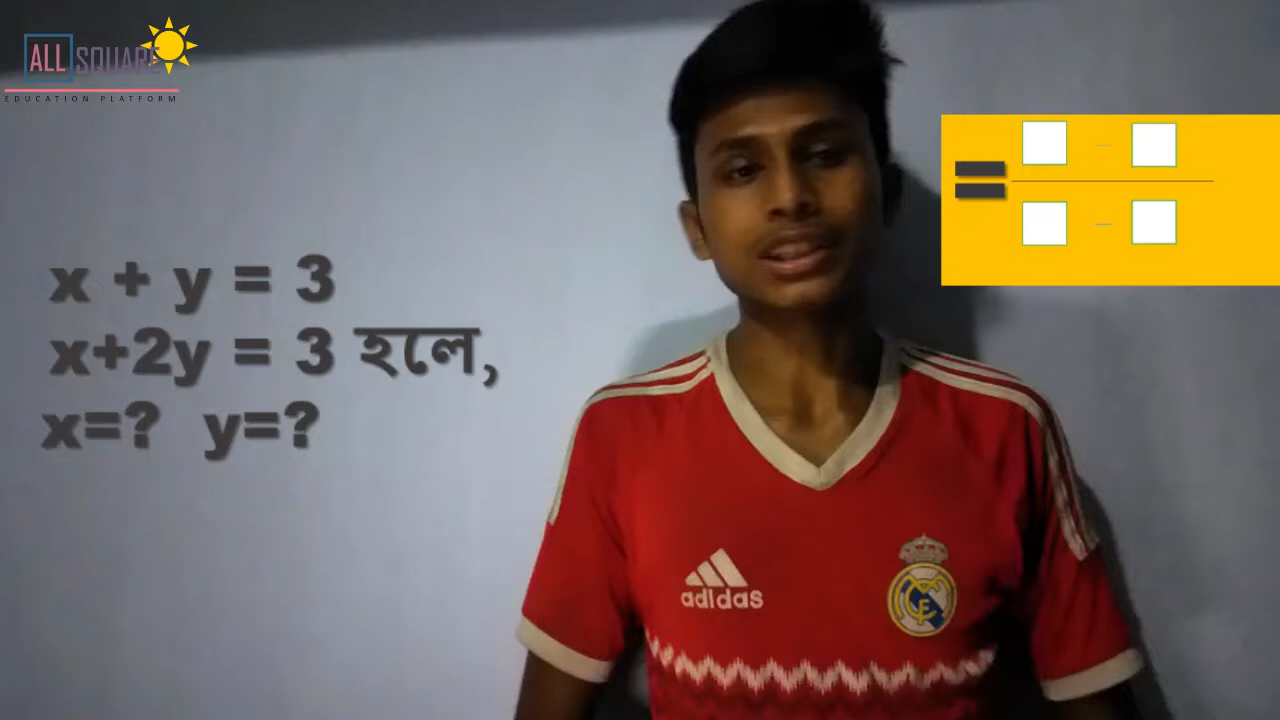 ALL SQUARE
EDUCATION PLATFORM
x + y = 3
x+2y = 3 হলে,
x=? y=?
=
adidas